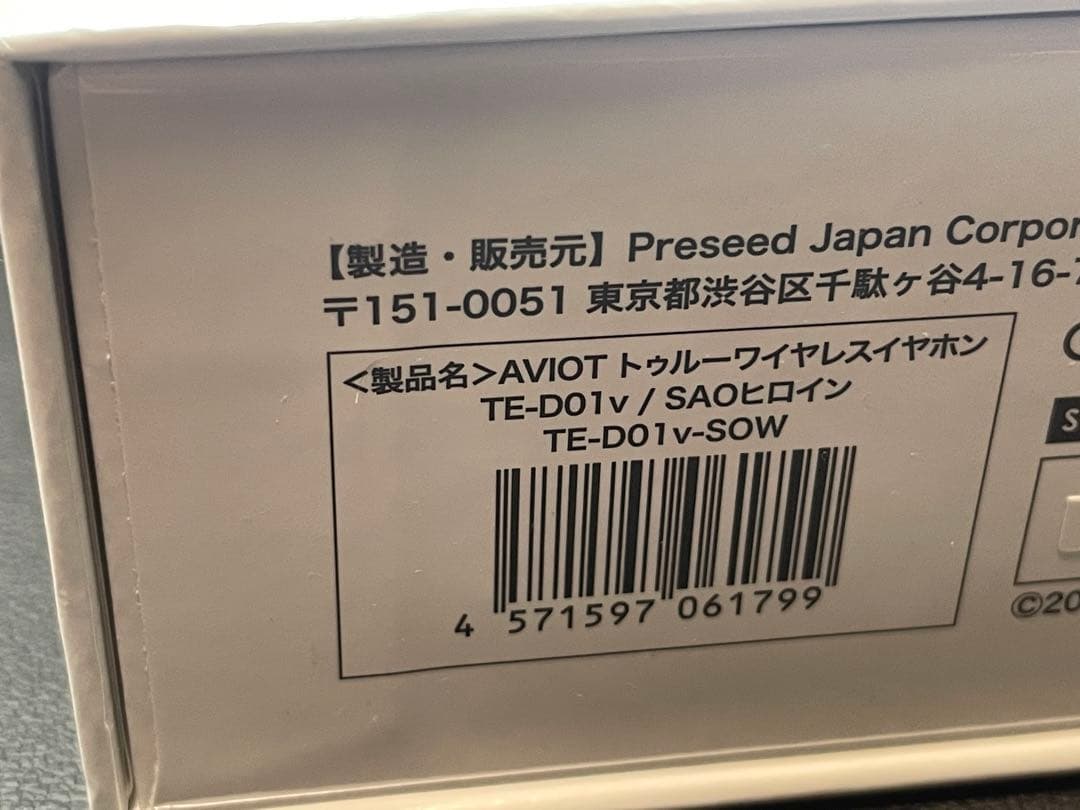 【製造・販売元】Preseed Japan
〒151-0051 東京都渋谷区千駄ヶ谷4-16-
<製品名>AVIOT トゥルーワイヤレスイヤホン
TE-D01v / SAOヒロイン
TE-D01v-SOW
4 571597 061799
©20